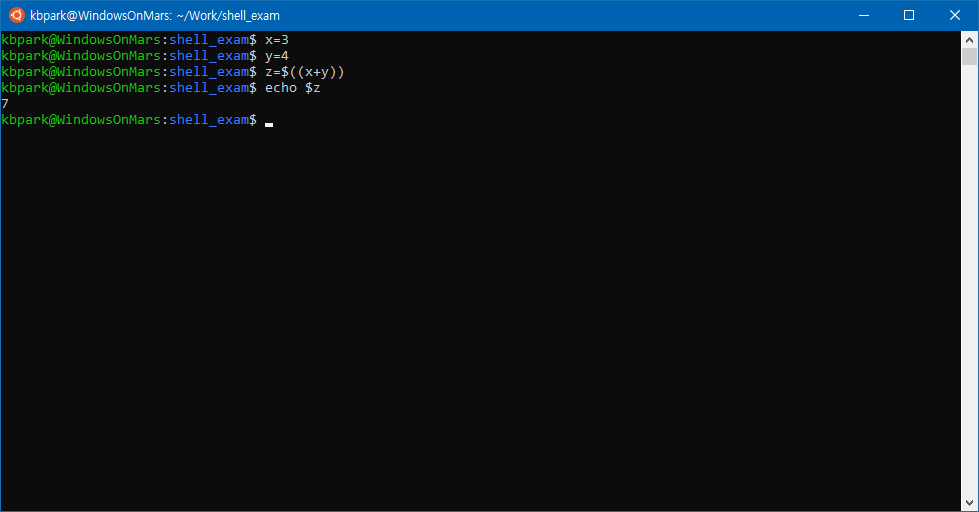 kbpark@WindowsOnMars: ~/Work/shell_exam
kbpark@WindowsOnMars:shell_exam$ x=3
kbpark@WindowsOnMars:shell_exam$ y=4
kbpark@WindowsOnMars:shell_exam$ z=$((x+y))
kbpark@WindowsOnMars:shell_exam$ echo $z
7
kbpark@WindowsOnMars:shell_exam$